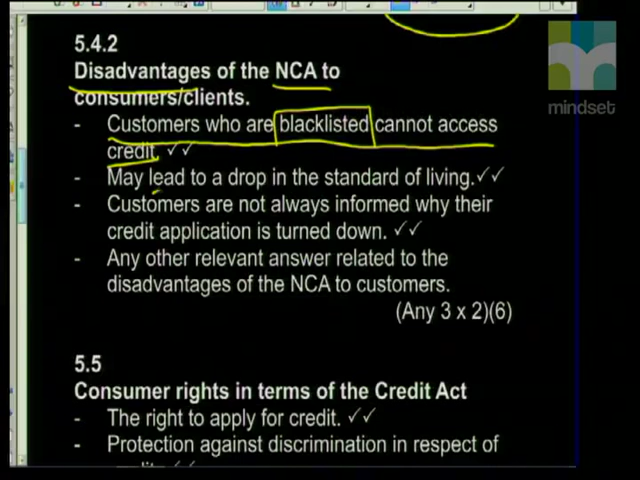 5.4.2
Disadvantages of the NCA to
consumers/clients.
- Customers who are blacklisted cannot access
credit. ✓✓
- May lead to a drop in the standard of living.✓✓
- Customers are not always informed why their
credit application is turned down. ✓✓
- Any other relevant answer related to the
disadvantages of the NCA to customers.
(Any 3 x 2)(6)
5.5
Consumer rights in terms of the Credit Act
- The right to apply for credit. ✓✓
- Protection against discrimination in respect of
mindset